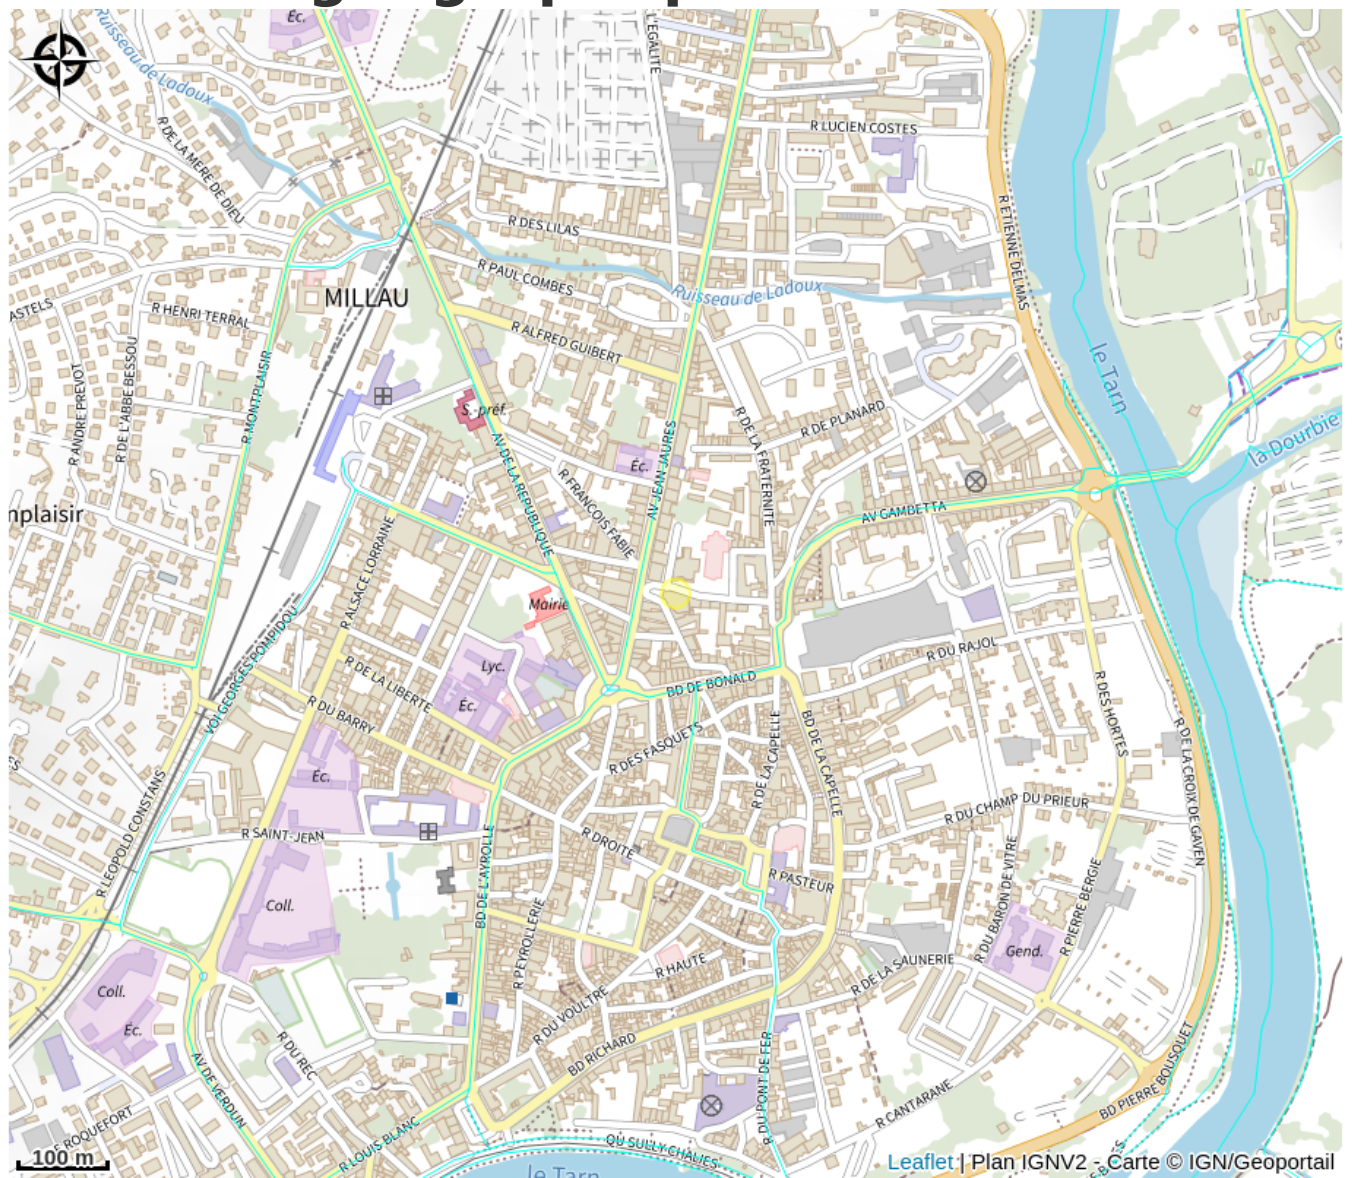 Éc.
L'EGALITE
Ruisseau de Ladoux
R LUCIEN COSTES
R DE LA MERE DE DIEU
R DES LILAS
R ETIENNE DELMAS
R PAUL COMBES
Ruisseau de Ladoux
MILLAU
ASTELS
R HENRI TERRAL
R ALFRED GUIBERT
le Tarn
R MONTPLAISIR
R ANDRE PREVOT
R DE L'ABBE BESSOU
S.-préf.
R DE PLANARD
R DE LA FRATERNITE
la Dourbie
AV DE LA REPUBLIQUE
AV JEAN JAURES
Éc.
R FRANCOIS FABIE
nplaisir
AV GAMBETTA
R ALSACE LORRAINE
Mairie
VOI GEORGES POMPIDOU
R DU RAJOL
Lyc.
R DE LA LIBERTE
BD DE BONALD
R DES HORTES
Éc.
R DU BARRY
R DES FASQUETS
R DE LA CAPELLE
BD DE LA CAPELLE
R DE LA CROIX DE GAVEN
Éc.
R LEOPOLD CONSTANS
R DU CHAMP DU PRIEUR
R SAINT-JEAN
R DROITE
BD DE L'AYROLLE
R PASTEUR
R DU BARON DE VITRE
R PIERRE BERGIE
Coll.
R PEYROLLERIE
Gend.
R HAUTE
R DE LA SAUNERIE
Coll.
R DU VOULTRE
Éc.
R DU REC
BD RICHARD
AV DE VERDUN
R DU PONT DE FER
BD PIERRE BOUSQUET
R CANTARANE
E ROQUEFORT
R LOUIS BLANC
QU SULLY-CHALIES
100 m
le Tarn
Leaflet | Plan IGNV2 - Carte © IGN/Geoportail